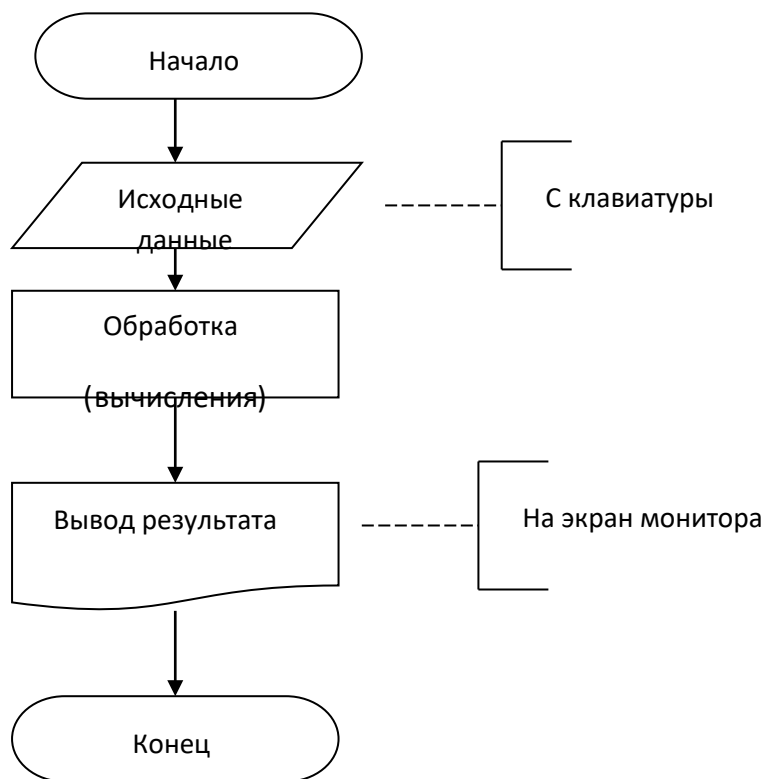 Начало
Исходные
данные
С клавиатуры
Обработка
(вычисления)
Вывод результата
На экран монитора
Конец